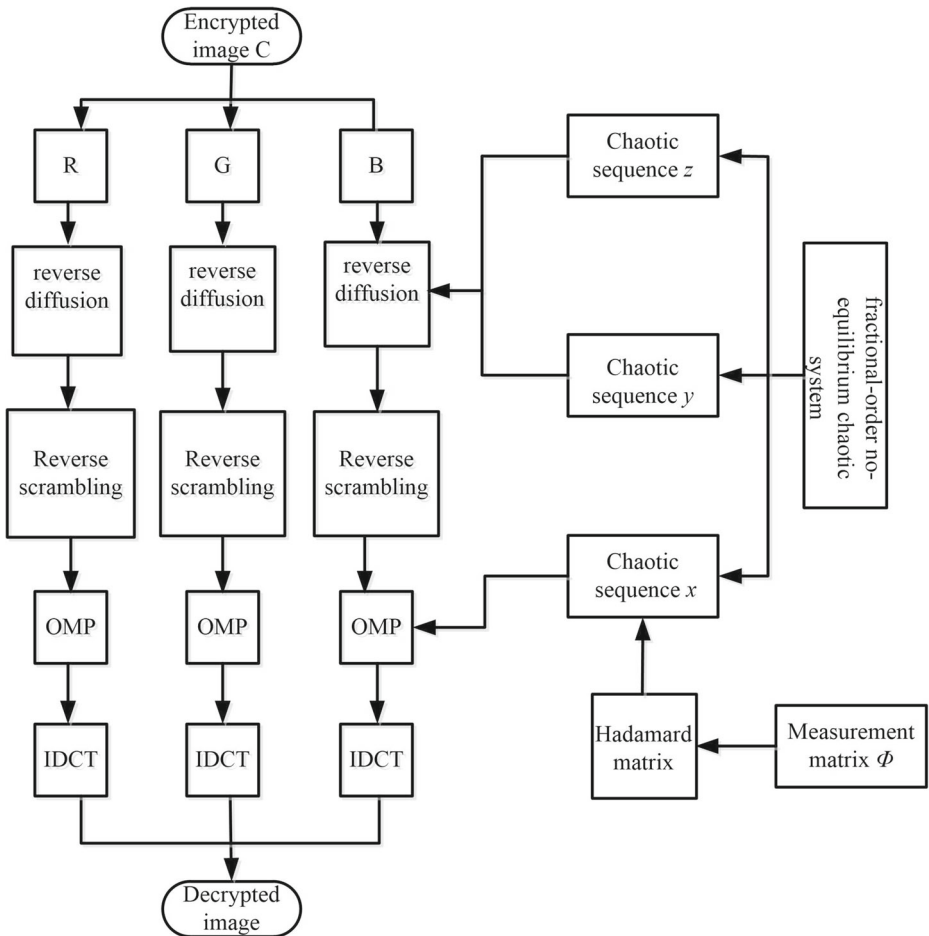 Encrypted
image C
R
G
B
Chaotic
sequence z
reverse
diffusion
reverse
diffusion
reverse
diffusion
fractional-order no-
equilibrium chaotic
system
Chaotic
sequence y
Reverse
scrambling
Reverse
scrambling
Reverse
scrambling
Chaotic
sequence x
OMP
OMP
OMP
Hadamard
matrix
Measurement
matrix Φ
IDCT
IDCT
IDCT
Decrypted
image